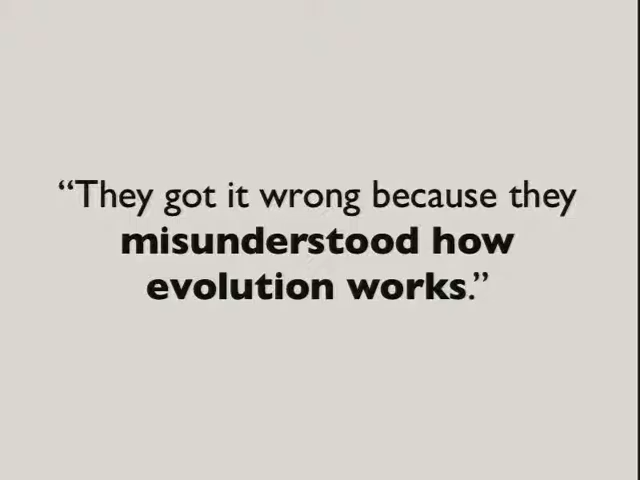 “They got it wrong because they
misunderstood how
evolution works.”